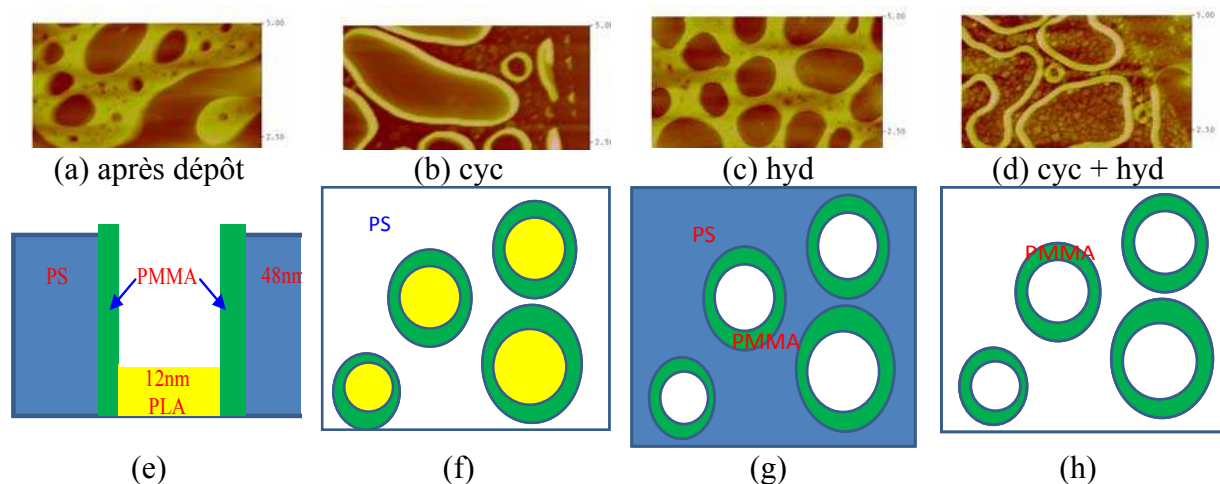 5.00
5.00
5.00
5.00
2.50
2.50
2.50
2.50
(a) après dépôt
(b) cyc
(c) hyd
(d) cyc + hyd
PS
PMMA
48nm
12nm
PLA
PS
PS
PMMA
PMMA
(e)
(f)
(g)
(h)